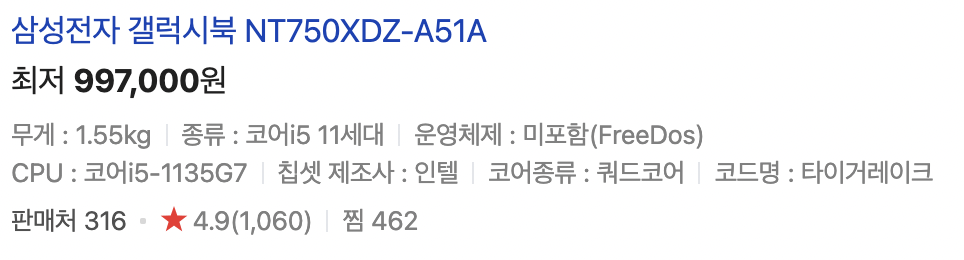 삼성전자 갤럭시북 NT750XDZ-A51A
최저 997,000원
무게 : 1.55kg | 종류 : 코어i5 11세대 | 운영체제 : 미포함(FreeDos)
CPU : 코어i5-1135G7 | 칩셋 제조사 : 인텔 | 코어종류 : 쿼드코어 | 코드명 : 타이거레이크
판매처 316 · ★ 4.9(1,060) | 찜 462